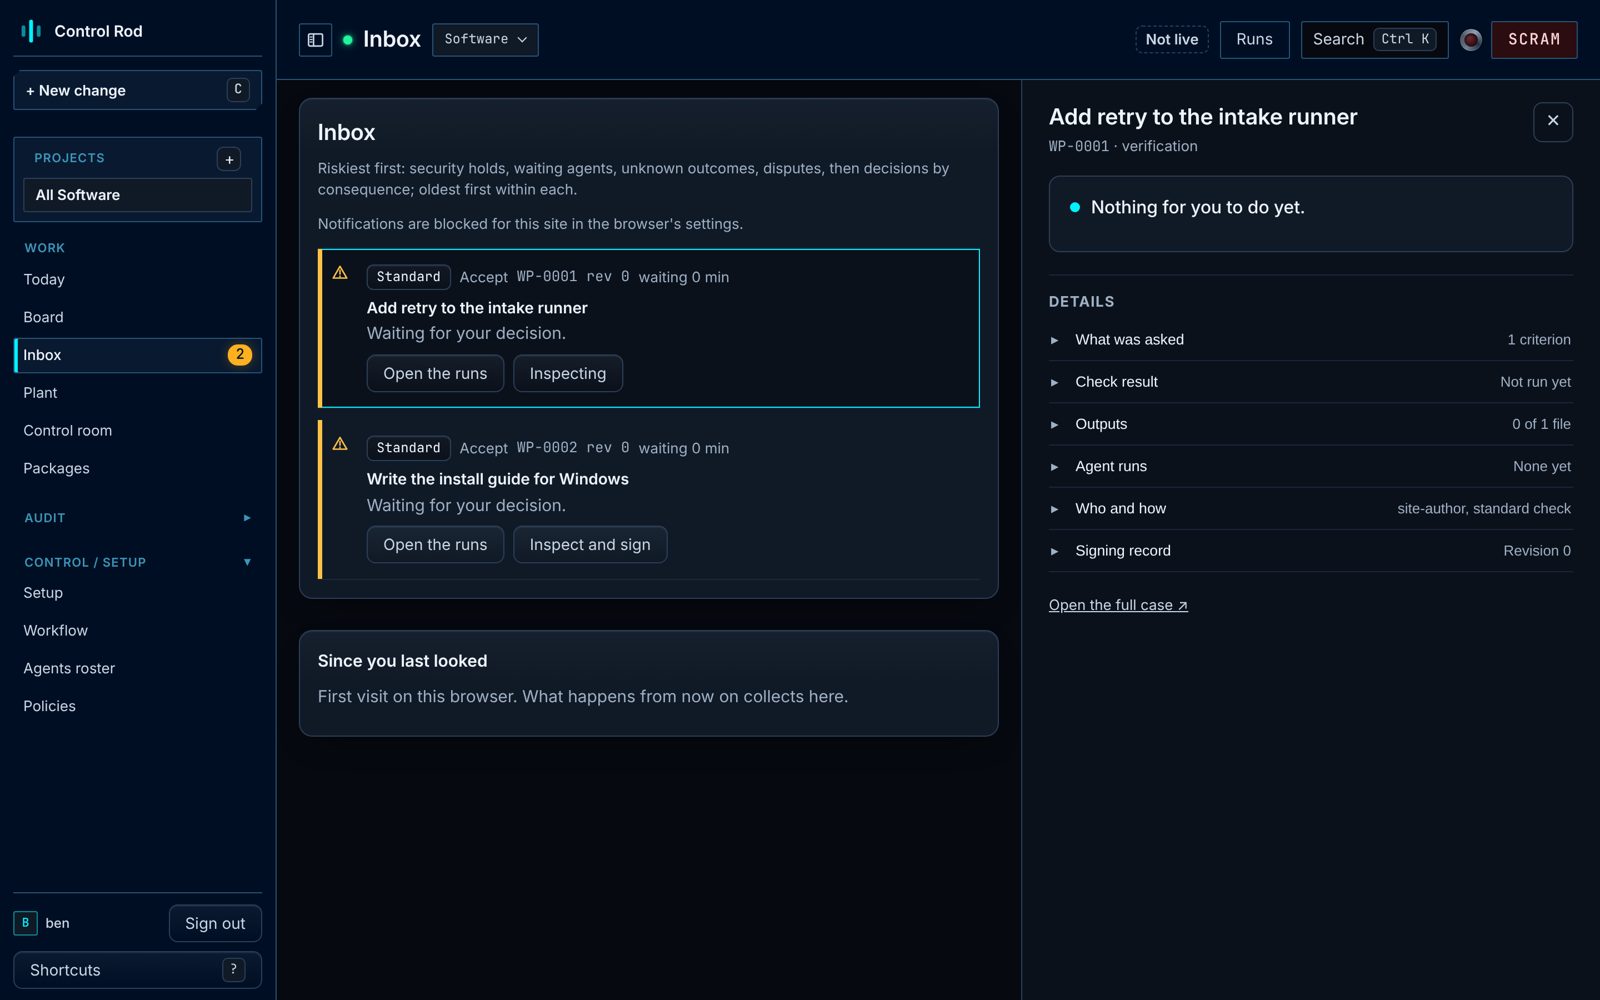 Control Rod
+ New change C
PROJECTS +
All Software
WORK
Today
Board
Inbox 2
Plant
Control room
Packages
AUDIT
CONTROL / SETUP
Setup
Workflow
Agents roster
Policies
B ben Sign out
Shortcuts ?
Inbox Software Not live Runs Search Ctrl K SCRAM
Inbox
Riskiest first: security holds, waiting agents, unknown outcomes, disputes, then decisions by
consequence; oldest first within each.
Notifications are blocked for this site in the browser's settings.
Standard Accept WP-0001 rev 0 waiting 0 min
Add retry to the intake runner
Waiting for your decision.
Open the runs Inspecting
Standard Accept WP-0002 rev 0 waiting 0 min
Write the install guide for Windows
Waiting for your decision.
Open the runs Inspect and sign
Since you last looked
First visit on this browser. What happens from now on collects here.
Add retry to the intake runner
WP-0001 · verification
Nothing for you to do yet.
DETAILS
What was asked 1 criterion
Check result Not run yet
Outputs 0 of 1 file
Agent runs None yet
Who and how site-author, standard check
Signing record Revision 0
Open the full case ↗